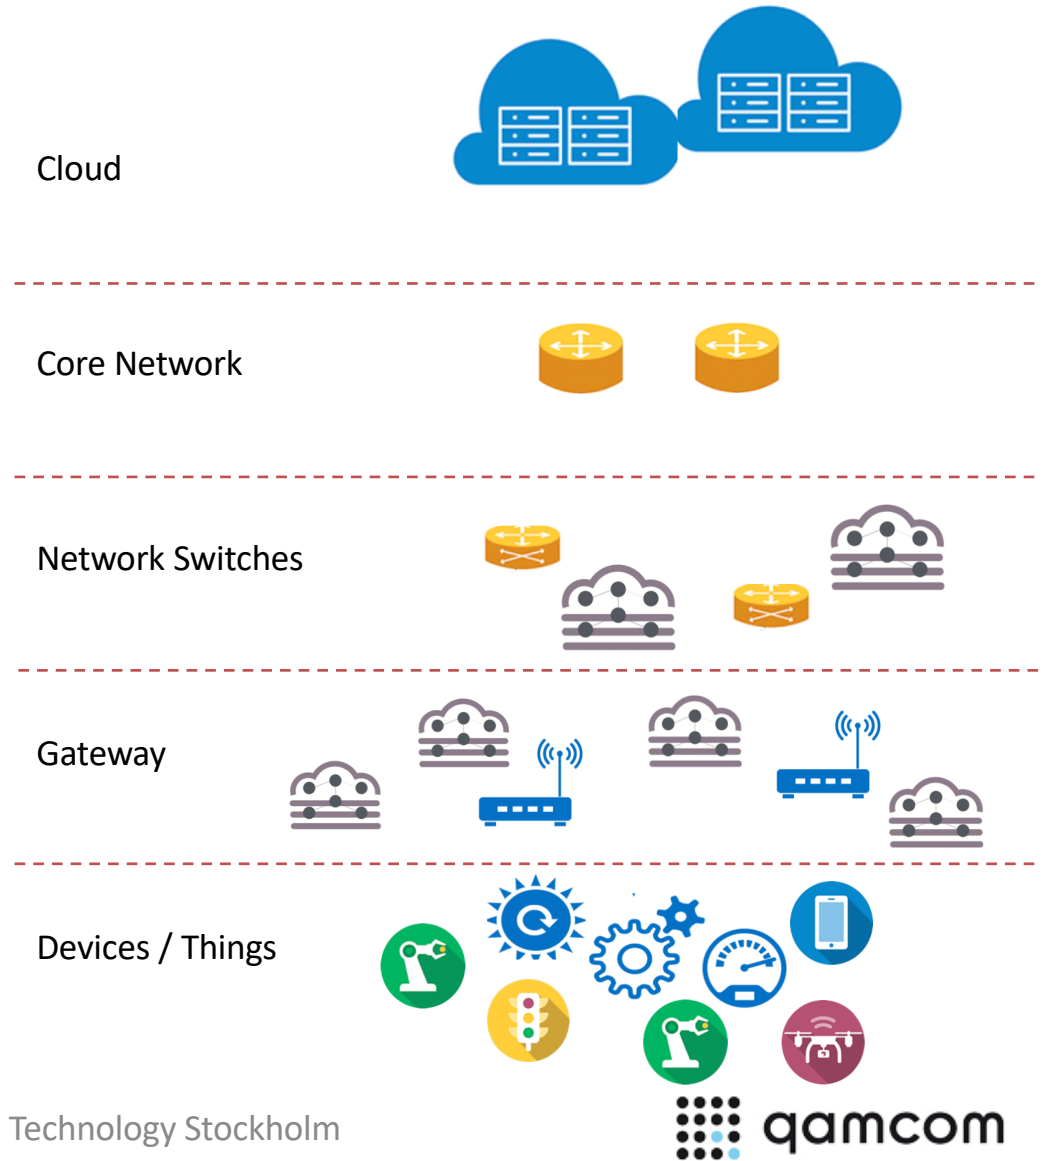 Cloud
Core Network
Network Switches
Gateway
Devices / Things
Technology Stockholm
qamcom